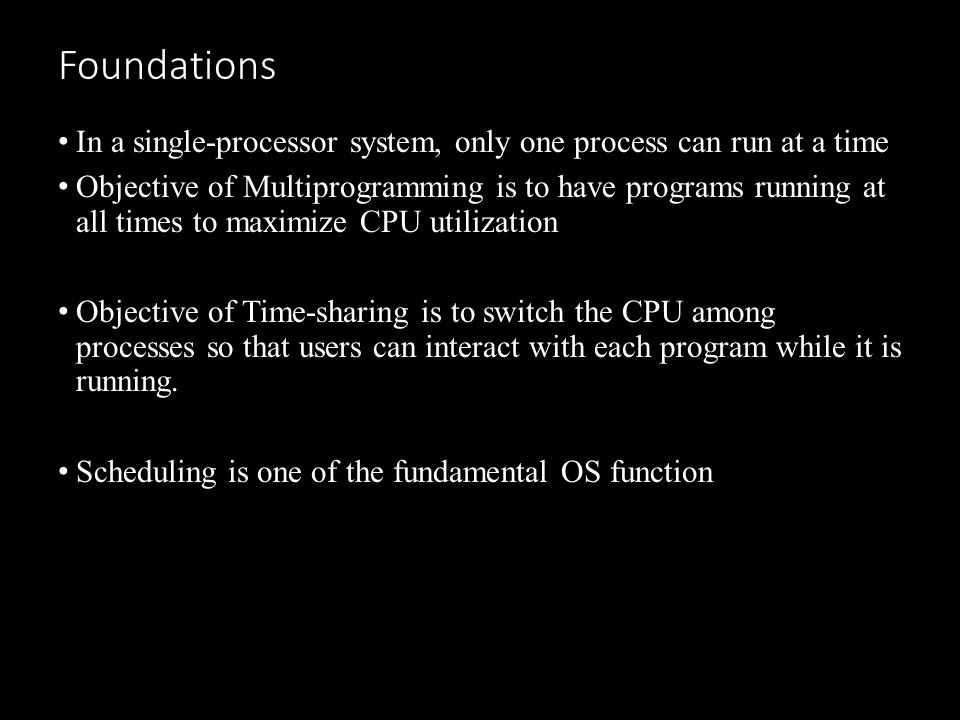 Foundations
• In a single-processor system, only one process can run at a time
• Objective of Multiprogramming is to have programs running at
all times to maximize CPU utilization
• Objective of Time-sharing is to switch the CPU among
processes so that users can interact with each program while it is
running.
• Scheduling is one of the fundamental OS function